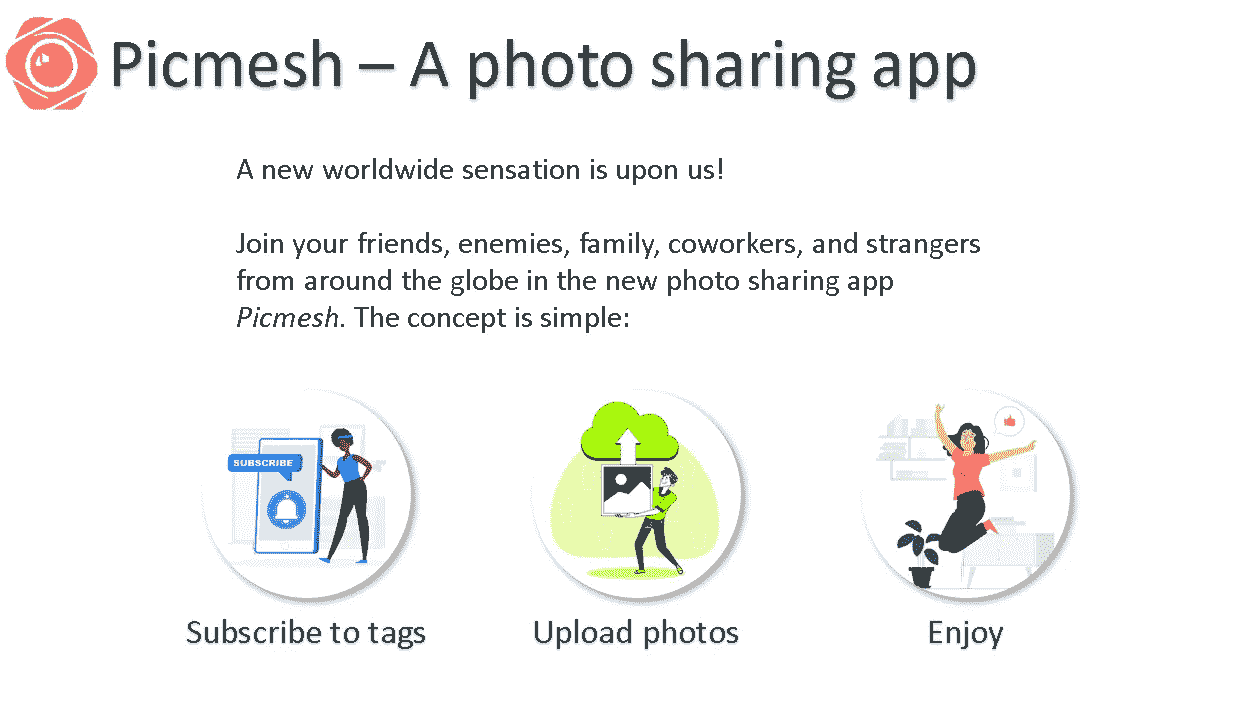 Picmesh – A photo sharing app
A new worldwide sensation is upon us!
Join your friends, enemies, family, coworkers, and strangers
from around the globe in the new photo sharing app
Picmesh. The concept is simple:
SUBSCRIBE
Subscribe to tags
Upload photos
Enjoy